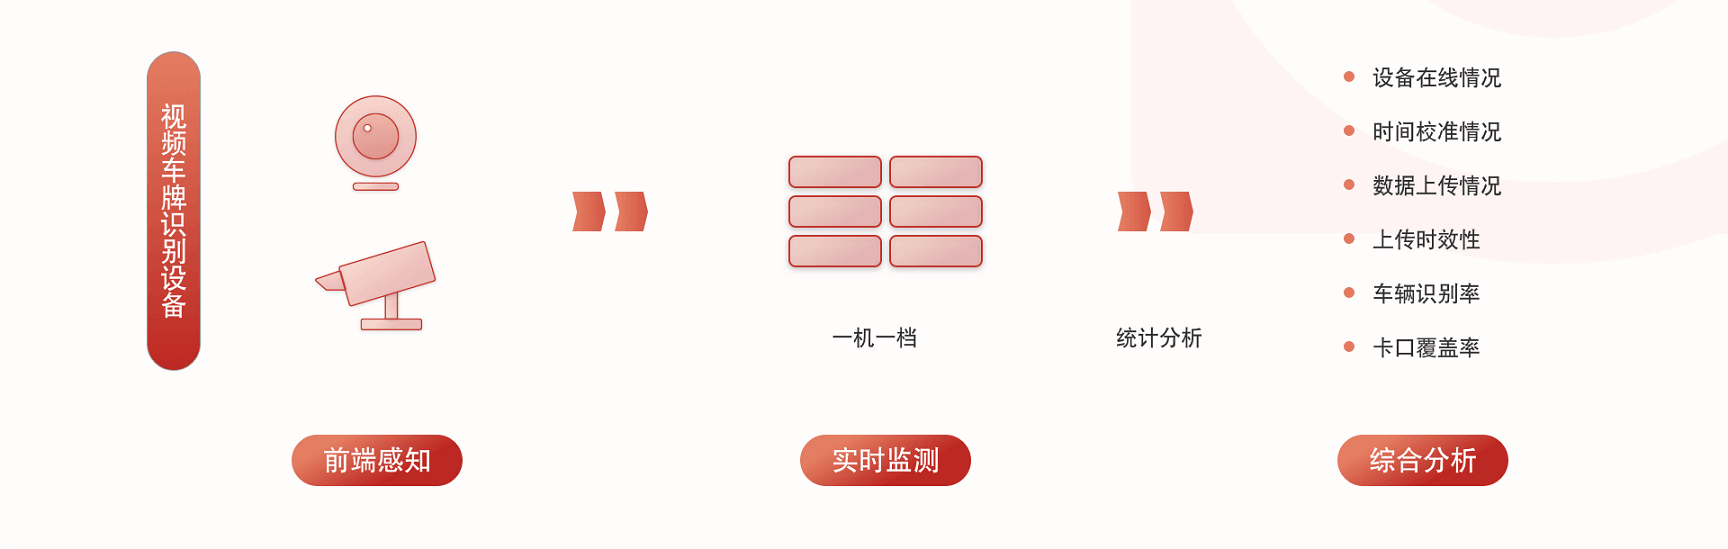 视频车牌识别设备
一机一档
统计分析
设备在线情况
时间校准情况
数据上传情况
上传时效性
车辆识别率
卡口覆盖率
前端感知
实时监测
综合分析